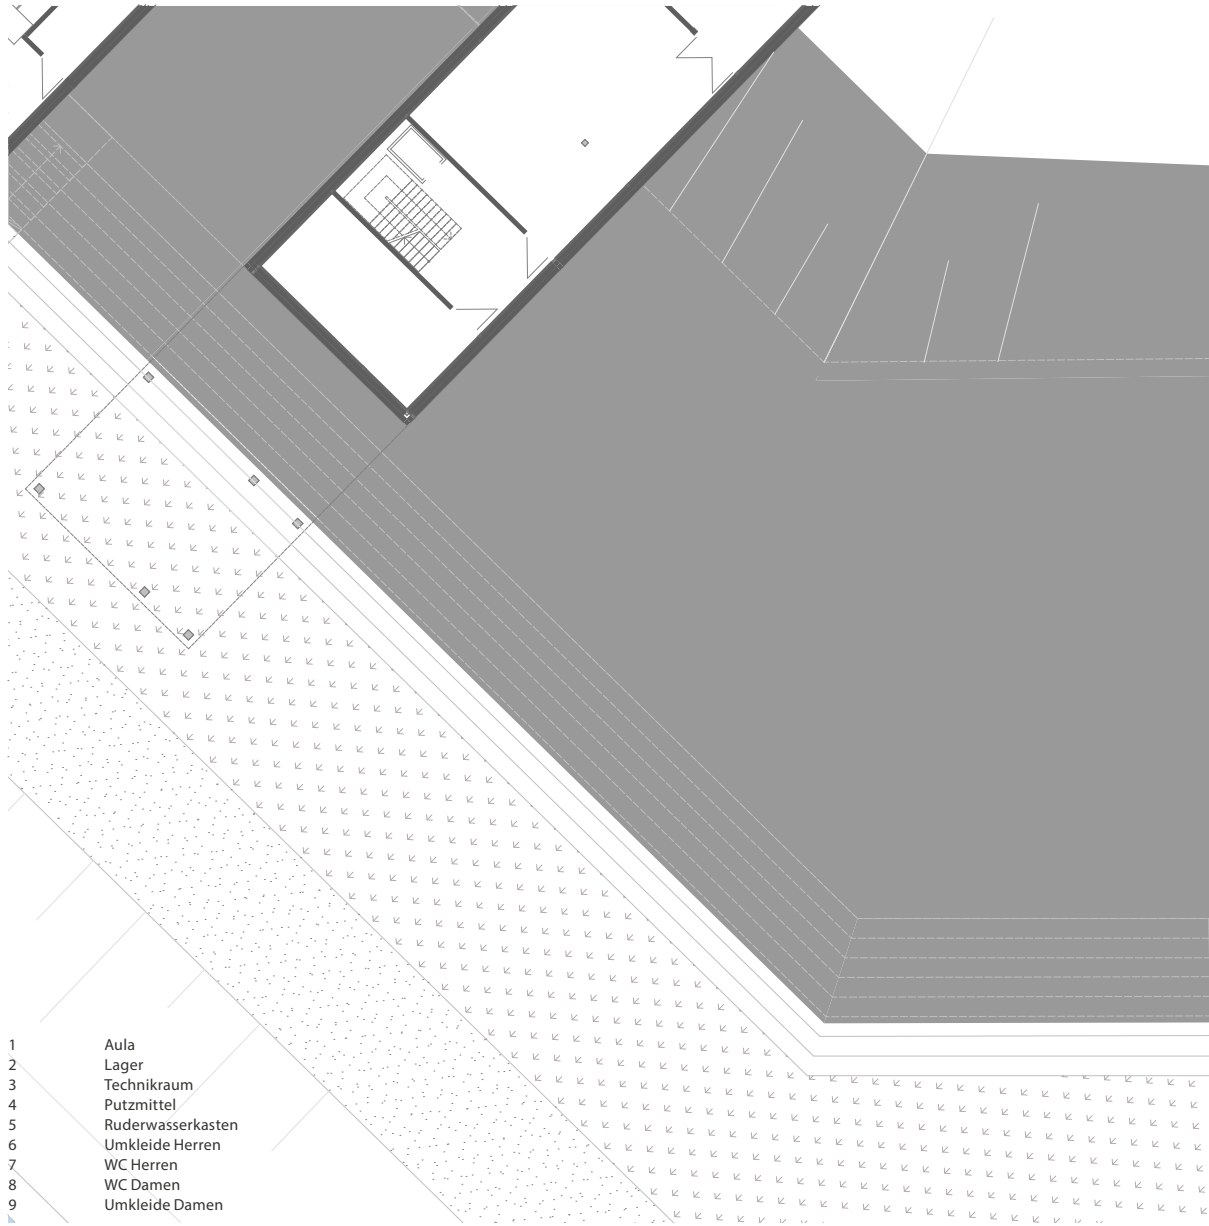 1 Aula
2 Lager
3 Technikraum
4 Putzmittel
5 Ruderwasserkasten
6 Umkleide Herren
7 WC Herren
8 WC Damen
9 Umkleide Damen